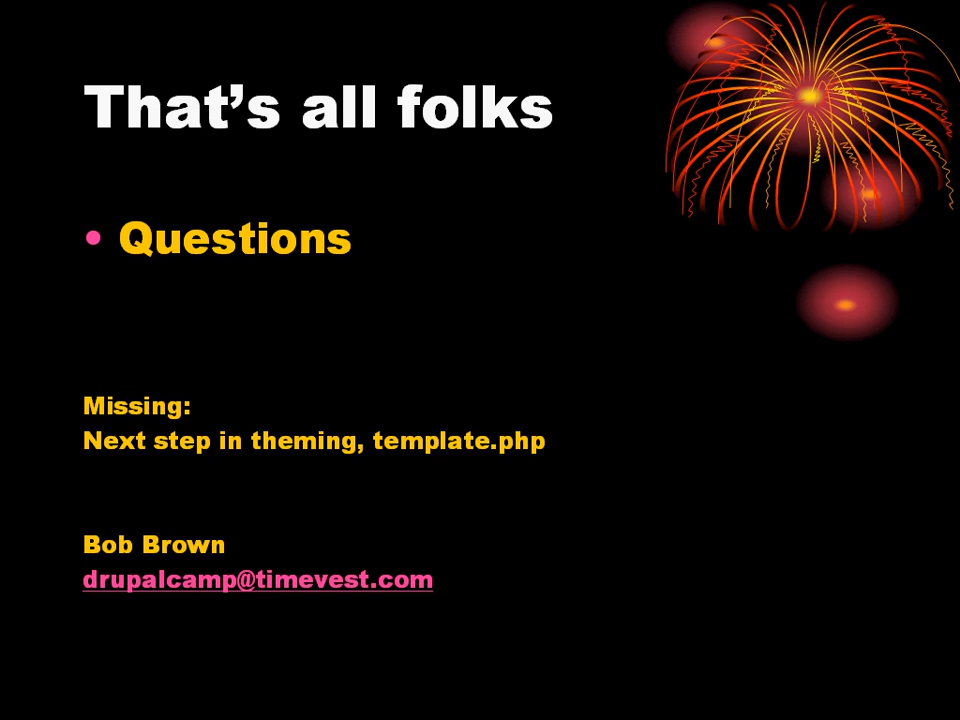 That’s all folks
• Questions
Missing:
Next step in theming, template.php
Bob Brown
drupalcamp@timevest.com